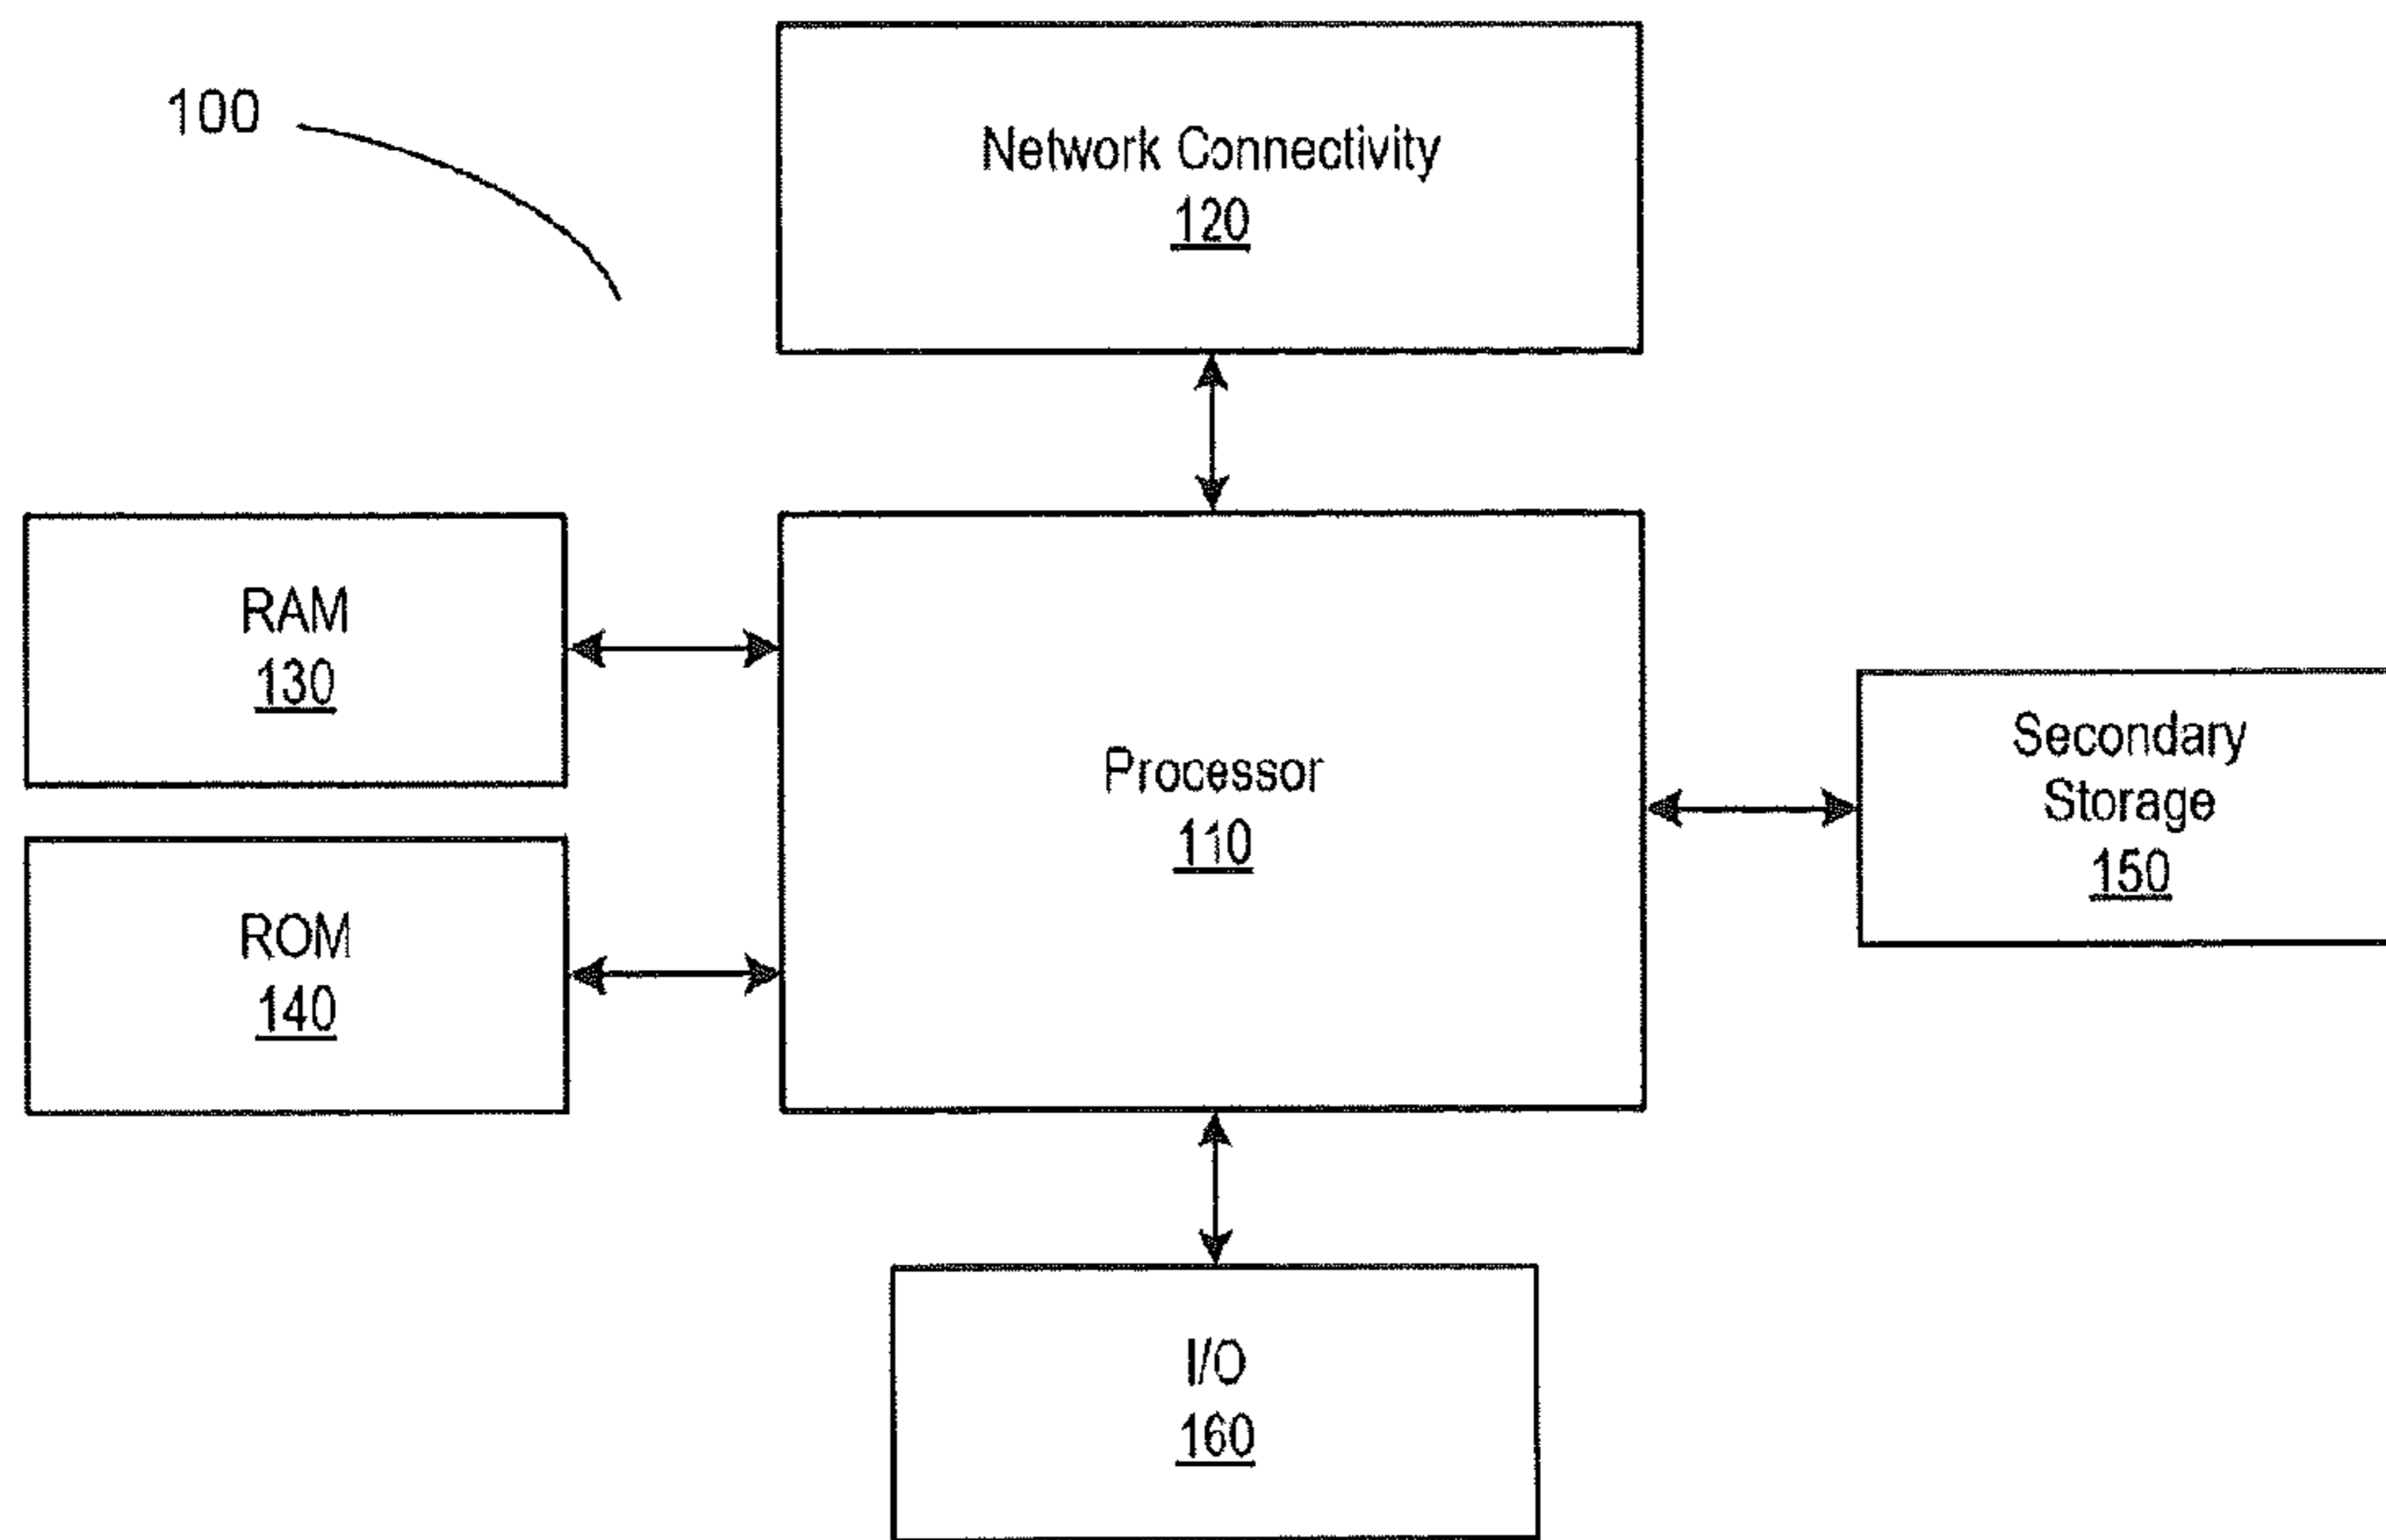 100
Network Connectivity
120
RAM
130
Processor
110
Secondary
Storage
150
ROM
140
I/O
160